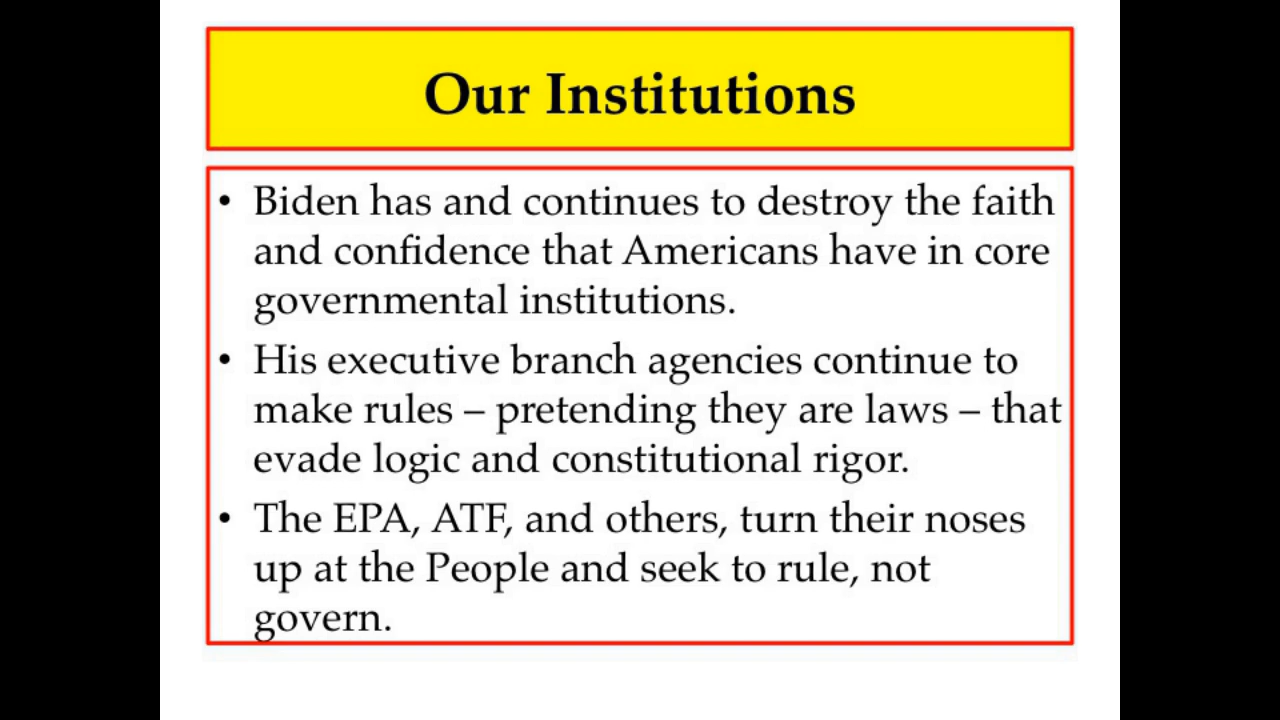 Our Institutions
• Biden has and continues to destroy the faith
and confidence that Americans have in core
governmental institutions.
• His executive branch agencies continue to
make rules – pretending they are laws – that
evade logic and constitutional rigor.
• The EPA, ATF, and others, turn their noses
up at the People and seek to rule, not
govern.